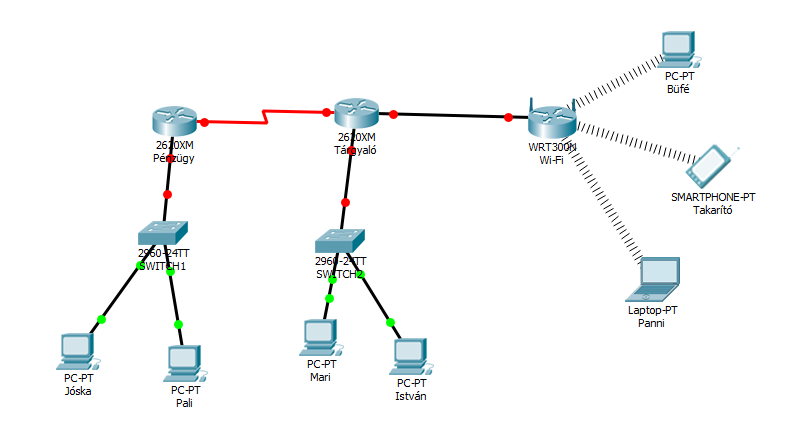 PC-PT
Büfé
2620XM
Pénzügy
2620XM
Tárgyaló
WRT300N
Wi-Fi
SMARTPHONE-PT
Takarító
2960-24TT
SWITCH1
2960-24TT
SWITCH2
Laptop-PT
Panni
PC-PT
Jóska
PC-PT
Pali
PC-PT
Mari
PC-PT
István